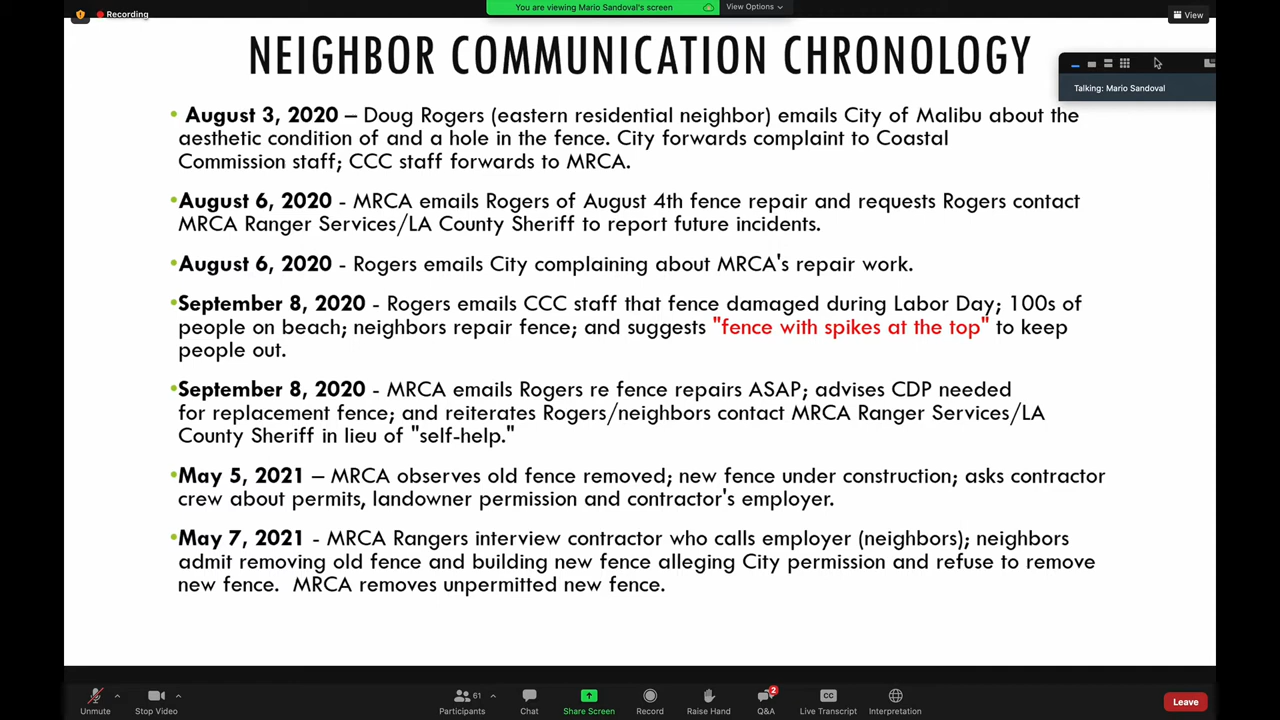 Recording
You are viewing Mario Sandoval's screen
View Options
View
NEIGHBOR COMMUNICATION CHRONOLOGY
Talking: Mario Sandoval
• August 3, 2020 – Doug Rogers (eastern residential neighbor) emails City of Malibu about the
aesthetic condition of and a hole in the fence. City forwards complaint to Coastal
Commission staff; CCC staff forwards to MRCA.
•August 6, 2020 - MRCA emails Rogers of August 4th fence repair and requests Rogers contact
MRCA Ranger Services/LA County Sheriff to report future incidents.
•August 6, 2020 - Rogers emails City complaining about MRCA's repair work.
•September 8, 2020 - Rogers emails CCC staff that fence damaged during Labor Day; 100s of
people on beach; neighbors repair fence; and suggests "fence with spikes at the top" to keep
people out.
•September 8, 2020 - MRCA emails Rogers re fence repairs ASAP; advises CDP needed
for replacement fence; and reiterates Rogers/neighbors contact MRCA Ranger Services/LA
County Sheriff in lieu of "self-help."
•May 5, 2021 – MRCA observes old fence removed; new fence under construction; asks contractor
crew about permits, landowner permission and contractor's employer.
•May 7, 2021 - MRCA Rangers interview contractor who calls employer (neighbors); neighbors
admit removing old fence and building new fence alleging City permission and refuse to remove
new fence.  MRCA removes unpermitted new fence.
Unmute
Stop Video
61
Participants
Chat
Share Screen
Record
Raise Hand
2
Q&A
CC
Live Transcript
Interpretation
Leave